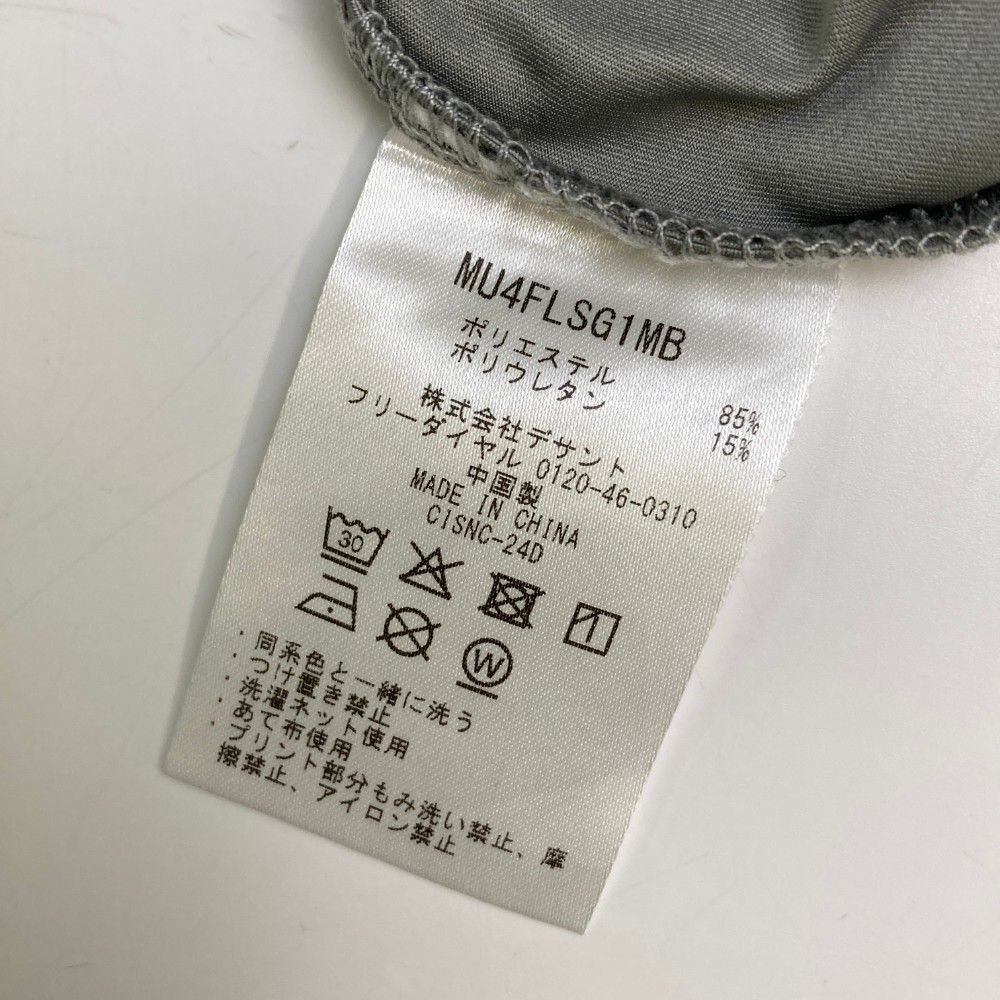 MU4FLSG1MB
ポリエステル 85%
ポリウレタン 15%
株式会社デサント
フリーダイヤル 0120-46-0310
中国製
MADE IN CHINA
CISNC-24D
30
W
・同系色と一緒に洗う
・つけ置き禁止
・洗濯ネット使用
・あて布使用
・プリント部分もみ洗い禁止、摩
擦禁止、アイロン禁止